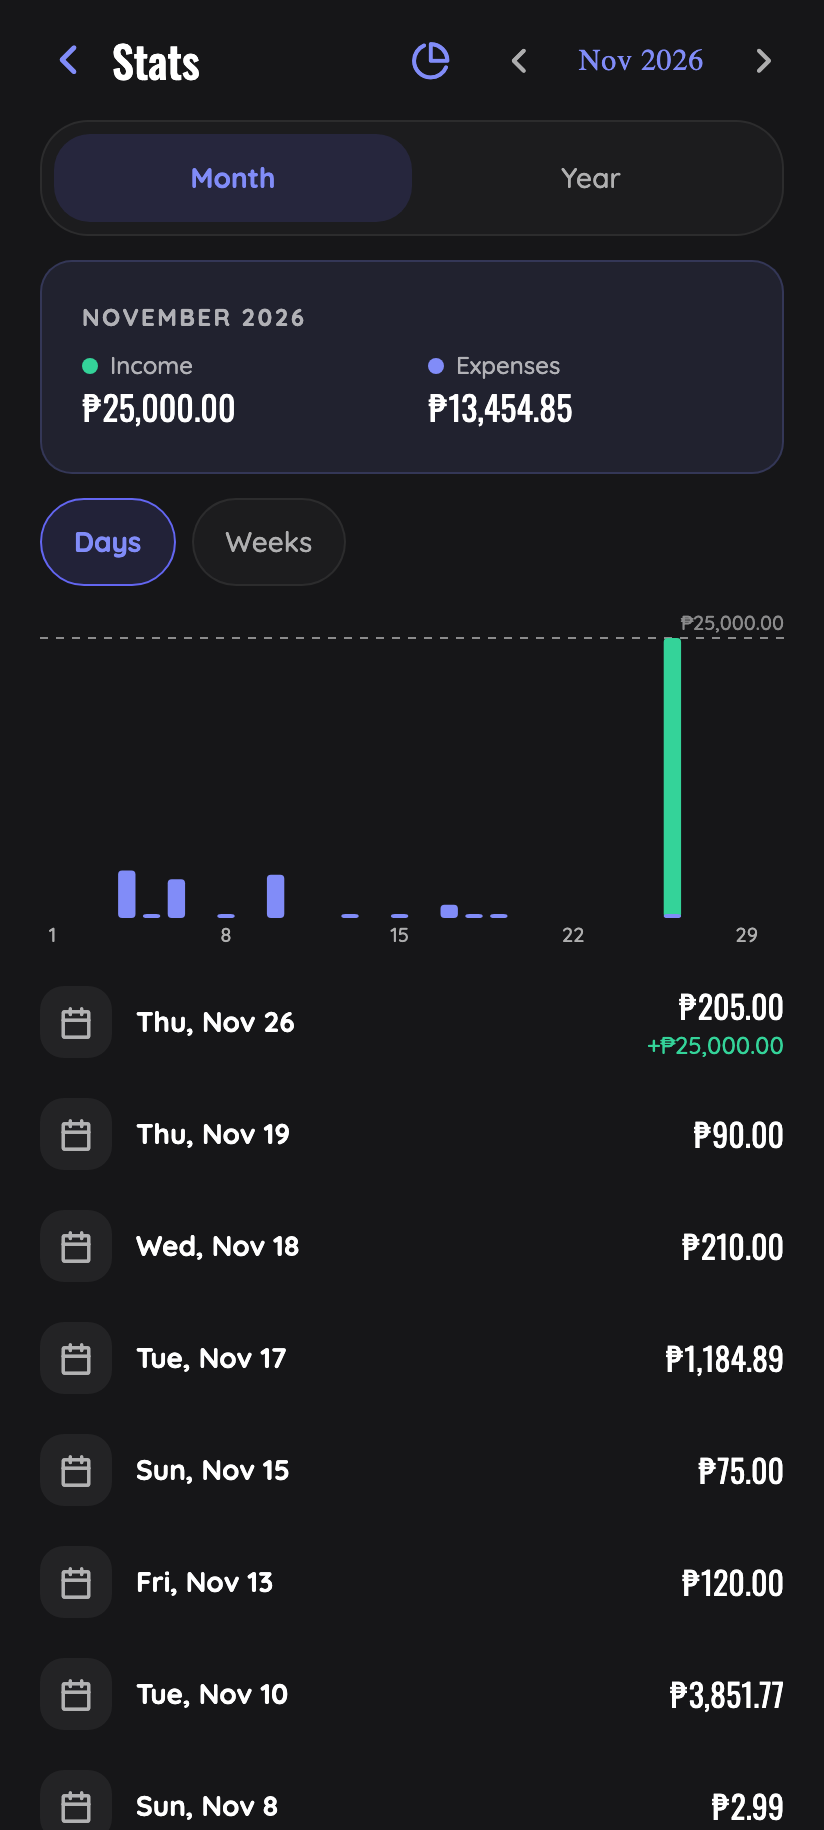 Stats
Nov 2026
Month Year
NOVEMBER 2026
Income Expenses
₱25,000.00 ₱13,454.85
Days Weeks
₱25,000.00
1 8 15 22 29
Thu, Nov 26 ₱205.00
+₱25,000.00
Thu, Nov 19 ₱90.00
Wed, Nov 18 ₱210.00
Tue, Nov 17 ₱1,184.89
Sun, Nov 15 ₱75.00
Fri, Nov 13 ₱120.00
Tue, Nov 10 ₱3,851.77
Sun, Nov 8 ₱2.99